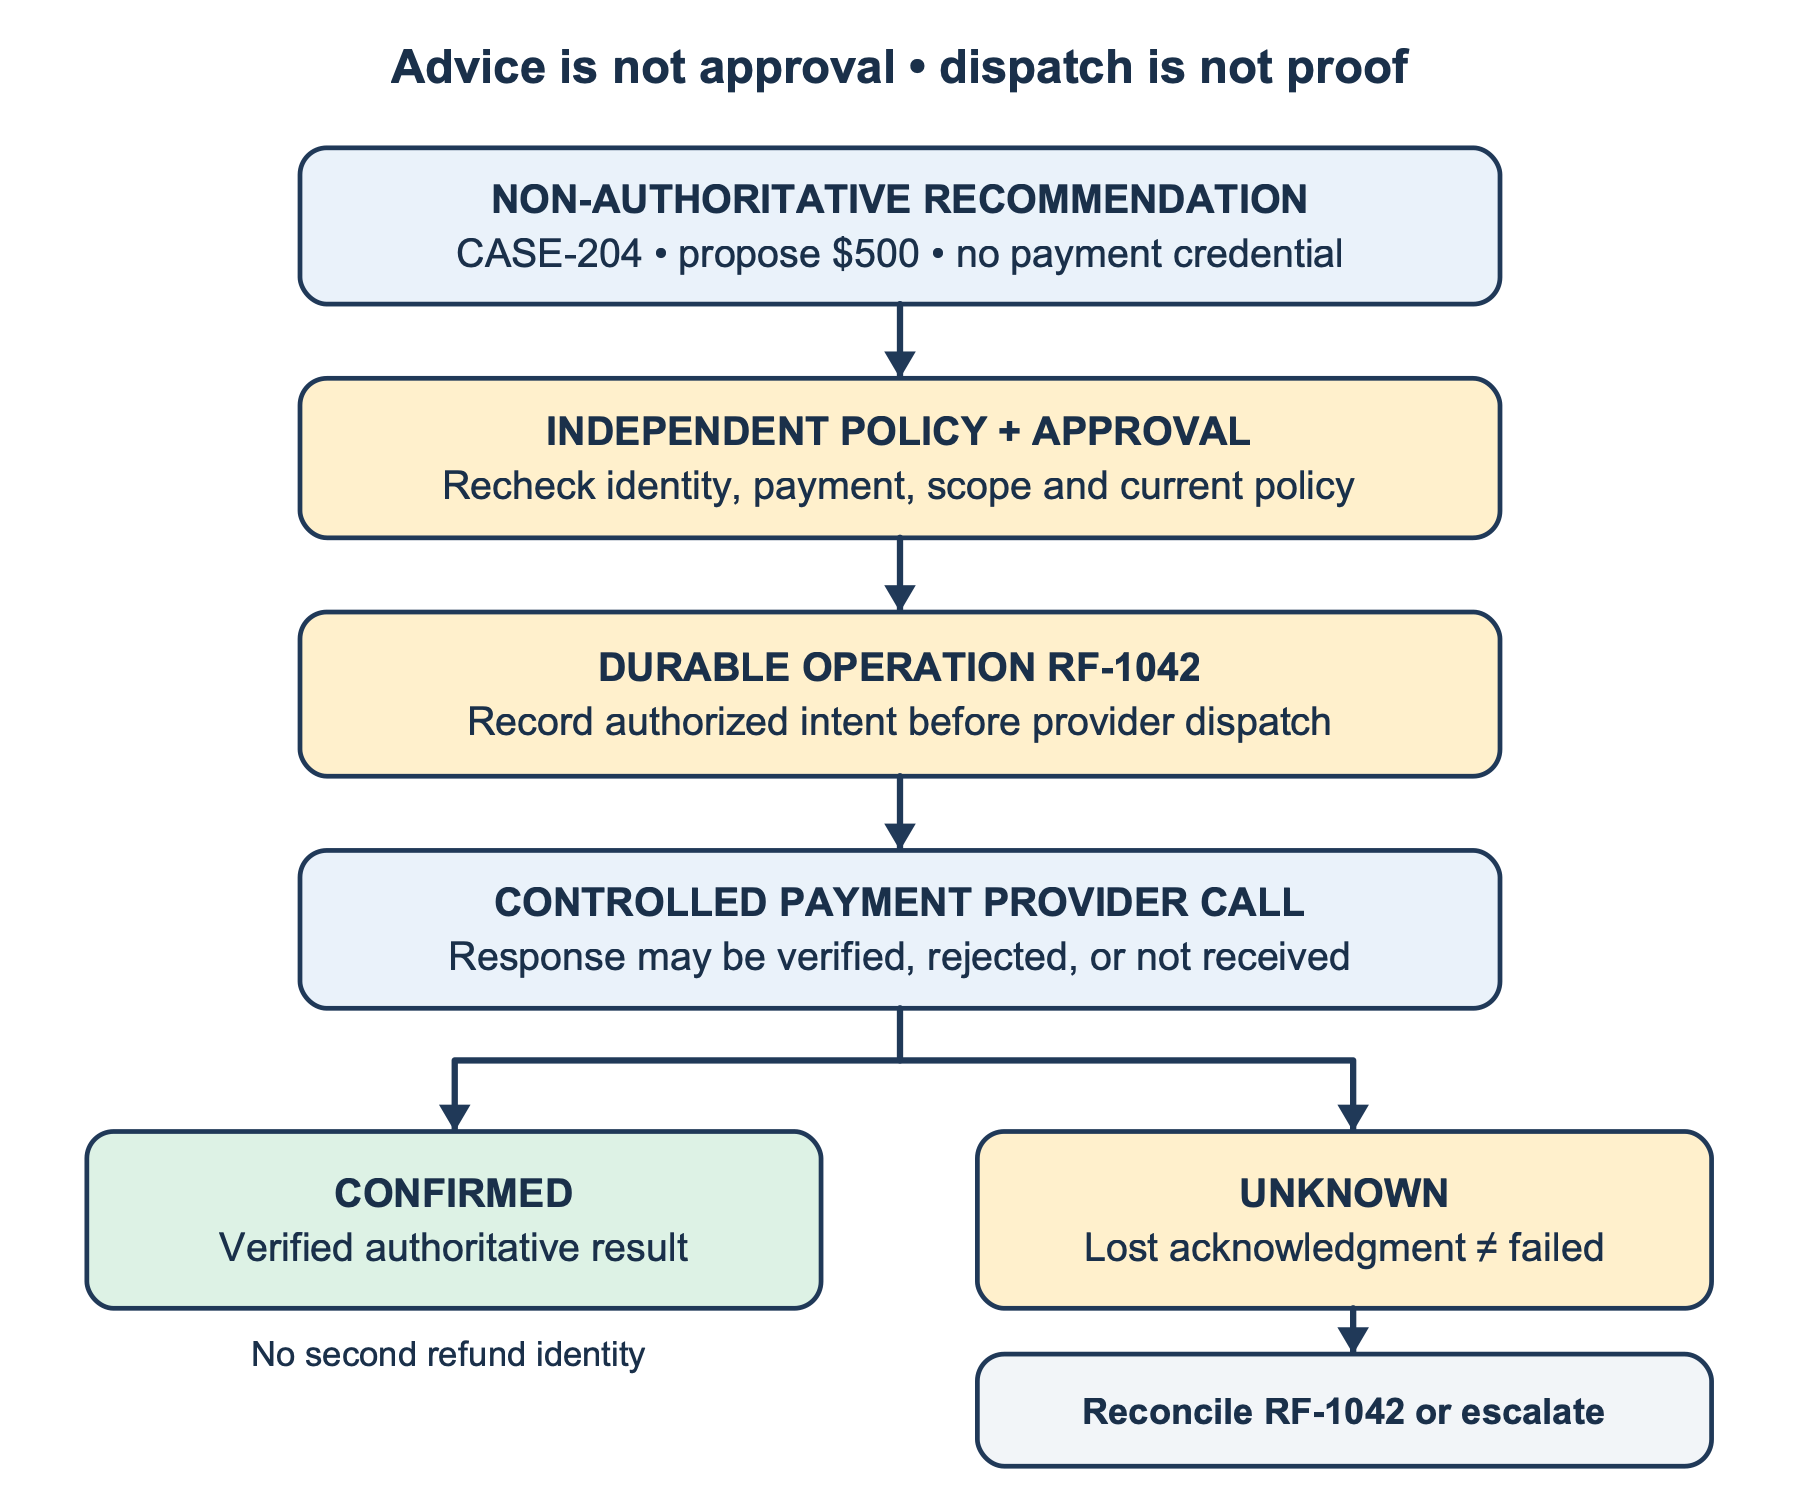 Advice is not approval • dispatch is not proof
NON-AUTHORITATIVE RECOMMENDATION
CASE-204 • propose $500 • no payment credential
INDEPENDENT POLICY + APPROVAL
Recheck identity, payment, scope and current policy
DURABLE OPERATION RF-1042
Record authorized intent before provider dispatch
CONTROLLED PAYMENT PROVIDER CALL
Response may be verified, rejected, or not received
CONFIRMED
Verified authoritative result
No second refund identity
UNKNOWN
Lost acknowledgment ≠ failed
Reconcile RF-1042 or escalate